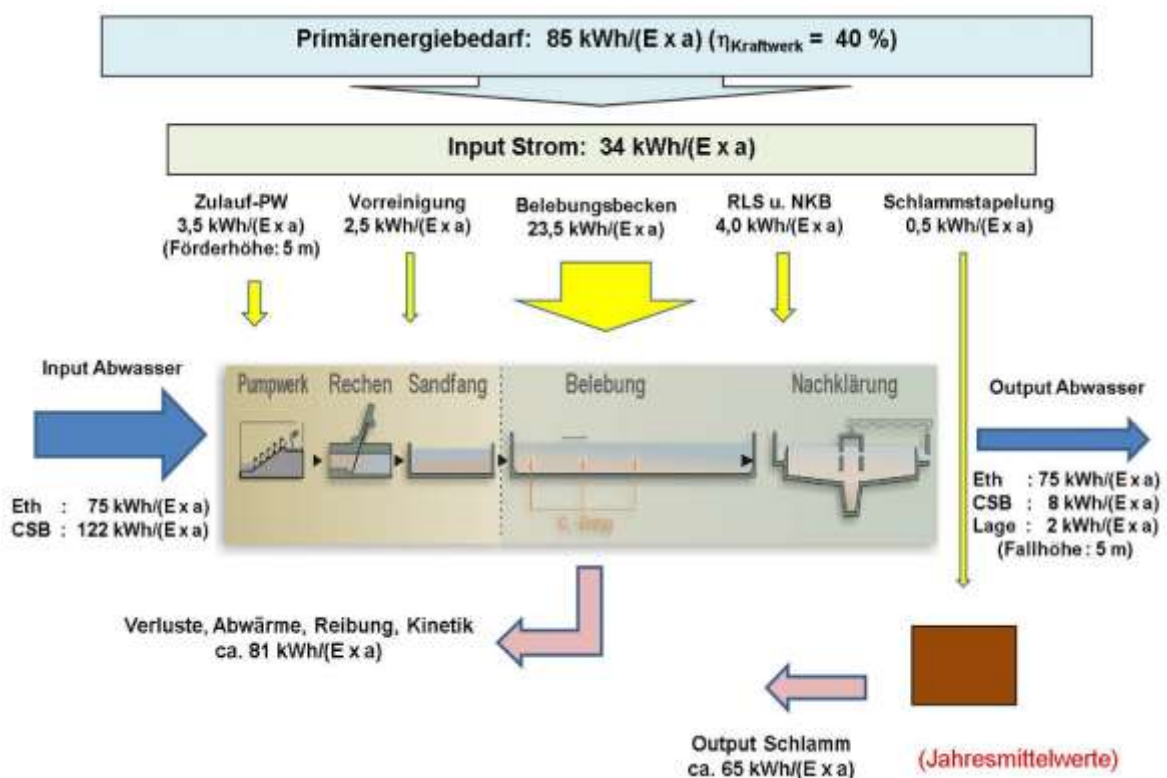 Primärenergiebedarf: 85 kWh/(E x a) (ηKraftwerk = 40 %)
Input Strom: 34 kWh/(E x a)
Zulauf-PW
3,5 kWh/(E x a)
(Förderhöhe: 5 m)
Vorreinigung
2,5 kWh/(E x a)
Belebungsbecken
23,5 kWh/(E x a)
RLS u. NKB
4,0 kWh/(E x a)
Schlammstapelung
0,5 kWh/(E x a)
Input Abwasser
Pumpwerk
Rechen
Sandfang
Belebung
Nachklärung
Output Abwasser
Eth : 75 kWh/(E x a)
CSB : 122 kWh/(E x a)
Eth : 75 kWh/(E x a)
CSB : 8 kWh/(E x a)
Lage : 2 kWh/(E x a)
(Fallhöhe : 5 m)
Verluste, Abwärme, Reibung, Kinetik
ca. 81 kWh/(E x a)
Output Schlamm
ca. 65 kWh/(E x a)
(Jahresmittelwerte)